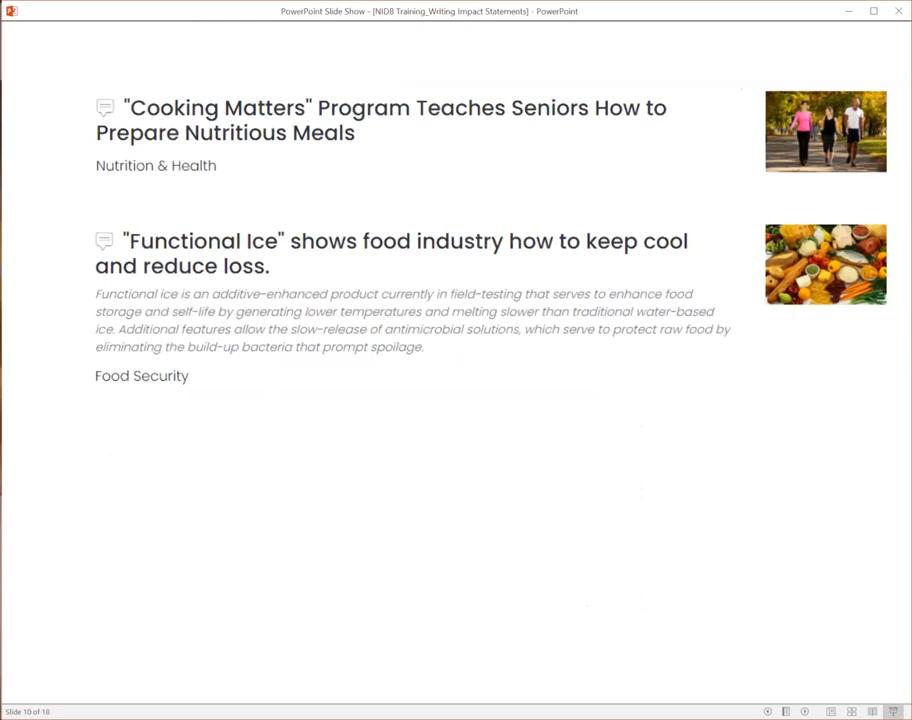 PowerPoint Slide Show - [NIDB Training_Writing Impact Statements] - PowerPoint
"Cooking Matters" Program Teaches Seniors How to
Prepare Nutritious Meals
Nutrition & Health
"Functional Ice" shows food industry how to keep cool
and reduce loss.
Functional ice is an additive-enhanced product currently in field-testing that serves to enhance food
storage and self-life by generating lower temperatures and melting slower than traditional water-based
ice. Additional features allow the slow-release of antimicrobial solutions, which serve to protect raw food by
eliminating the build-up bacteria that prompt spoilage.
Food Security
Slide 10 of 18